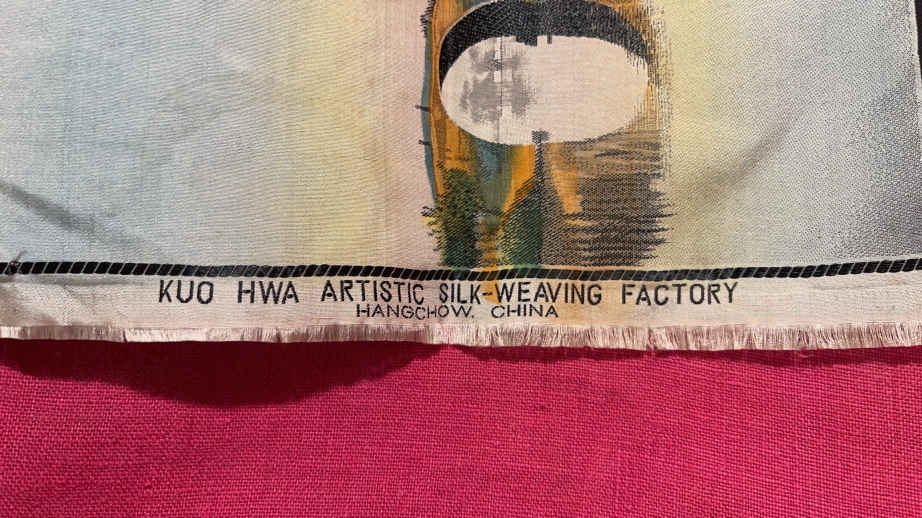 KUO HWA ARTISTIC SILK-WEAVING FACTORY
HANGCHOW, CHINA